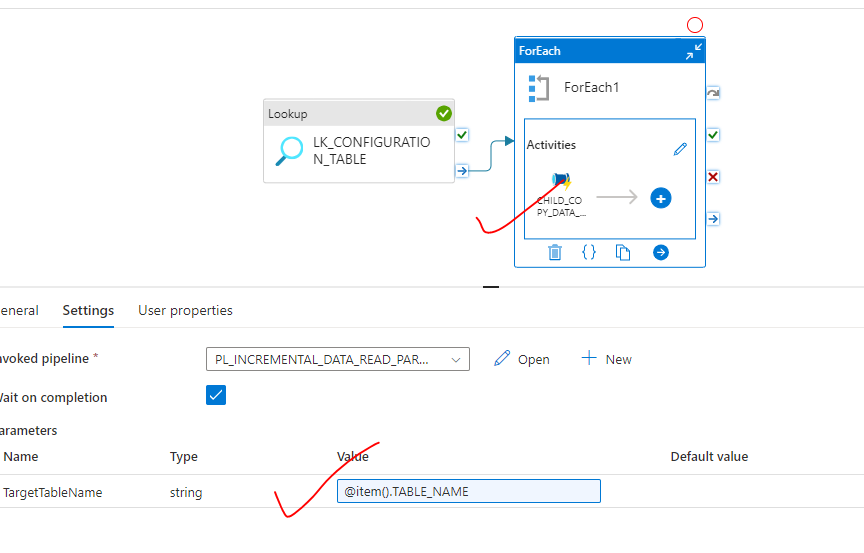 ForEach
ForEach1
Lookup
LK_CONFIGURATIO
N_TABLE
Activities
CHILD_CO
PY_DATA_...
{}
eneral
Settings
User properties
nvoked pipeline *
PL_INCREMENTAL_DATA_READ_PAR...
Open
New
Wait on completion
arameters
Name
Type
Value
Default value
TargetTableName
string
@item().TABLE_NAME